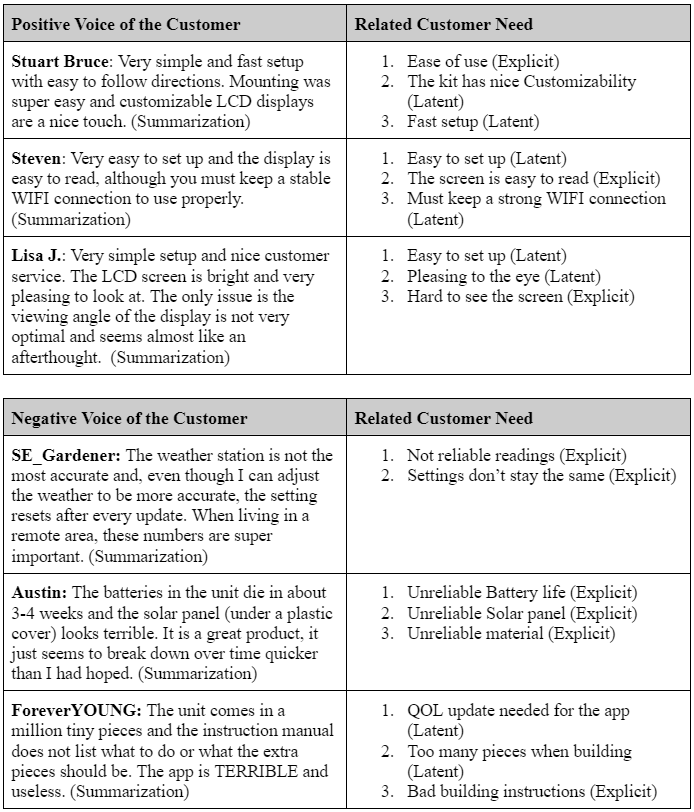 Positive Voice of the Customer
Related Customer Need
Stuart Bruce: Very simple and fast setup
with easy to follow directions. Mounting was
super easy and customizable LCD displays
are a nice touch. (Summarization)
1. Ease of use (Explicit)
2. The kit has nice Customizability
(Latent)
3. Fast setup (Latent)
Steven: Very easy to set up and the display is
easy to read, although you must keep a stable
WIFI connection to use properly.
(Summarization)
1. Easy to set up (Latent)
2. The screen is easy to read (Explicit)
3. Must keep a strong WIFI connection
(Latent)
Lisa J.: Very simple setup and nice customer
service. The LCD screen is bright and very
pleasing to look at. The only issue is the
viewing angle of the display is not very
optimal and seems almost like an
afterthought. (Summarization)
1. Easy to set up (Latent)
2. Pleasing to the eye (Latent)
3. Hard to see the screen (Explicit)
Negative Voice of the Customer
Related Customer Need
SE_Gardener: The weather station is not the
most accurate and, even though I can adjust
the weather to be more accurate, the setting
resets after every update. When living in a
remote area, these numbers are super
important. (Summarization)
1. Not reliable readings (Explicit)
2. Settings don’t stay the same (Explicit)
Austin: The batteries in the unit die in about
3-4 weeks and the solar panel (under a plastic
cover) looks terrible. It is a great product, it
just seems to break down over time quicker
than I had hoped. (Summarization)
1. Unreliable Battery life (Explicit)
2. Unreliable Solar panel (Explicit)
3. Unreliable material (Explicit)
ForeverYOUNG: The unit comes in a
million tiny pieces and the instruction manual
does not list what to do or what the extra
pieces should be. The app is TERRIBLE and
useless. (Summarization)
1. QOL update needed for the app
(Latent)
2. Too many pieces when building
(Latent)
3. Bad building instructions (Explicit)